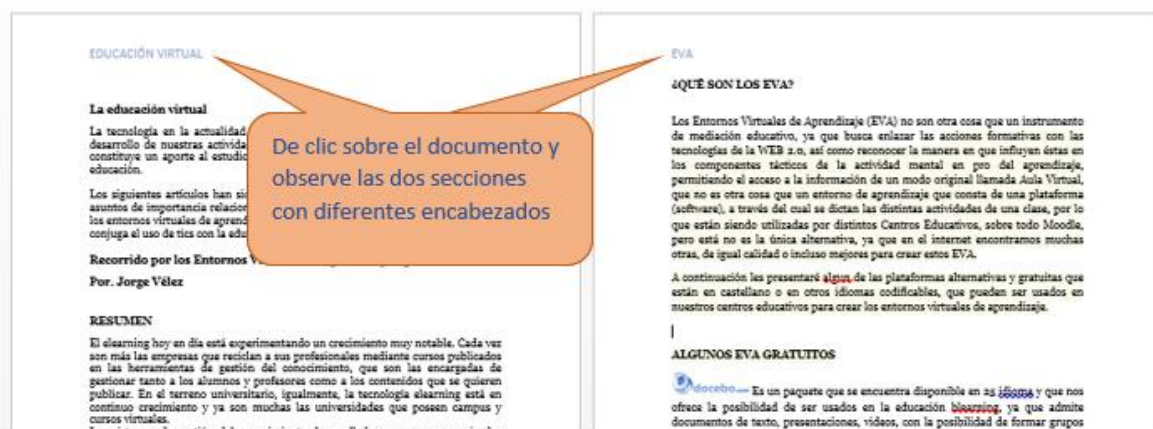 EDUCACIÓN VIRTUAL
La educación virtual
La tecnología en la actualidad
desarrollo de nuestras activida
constituye un aporte al estudio
educación.
Los siguientes artículos han si
asuntos de importancia relacion
los entornos virtuales de aprend
conjuga el uso de tics con la edu
Recorrido por los Entornos V
Por. Jorge Vélez
RESUMEN
El elearning hoy en día está experimentando un crecimiento muy notable. Cada vez
son más las empresas que reciclan a sus profesionales mediante cursos publicados
en las herramientas de gestión del conocimiento, que son las encargadas de
gestionar tanto a los alumnos y profesores como a los contenidos que se quieren
publicar. En el terreno universitario, igualmente, la tecnología elearning está en
continuo crecimiento y ya son muchas las universidades que poseen campus y
cursos virtuales.
De clic sobre el documento y
observe las dos secciones
con diferentes encabezados
EVA
¿QUÉ SON LOS EVA?
Los Entornos Virtuales de Aprendizaje (EVA) no son otra cosa que un instrumento
de mediación educativo, ya que busca enlazar las acciones formativas con las
tecnologías de la WEB 2.0, así como reconocer la manera en que influyen éstas en
los componentes tácticos de la actividad mental en pro del aprendizaje,
permitiendo el acceso a la información de un modo original llamada Aula Virtual,
que no es otra cosa que un entorno de aprendizaje que consta de una plataforma
(software), a través del cual se dictan las distintas actividades de una clase, por lo
que están siendo utilizadas por distintos Centros Educativos, sobre todo Moodle,
pero está no es la única alternativa, ya que en el internet encontramos muchas
otras, de igual calidad o incluso mejores para crear estos EVA.
A continuación les presentaré algun de las plataformas alternativas y gratuitas que
están en castellano o en otros idiomas codificables, que pueden ser usados en
nuestros centros educativos para crear los entornos virtuales de aprendizaje.
ALGUNOS EVA GRATUITOS
docebo Es un paquete que se encuentra disponible en 25 idioms y que nos
ofrece la posibilidad de ser usados en la educación blearning, ya que admite
documentos de texto, presentaciones, videos, con la posibilidad de formar grupos